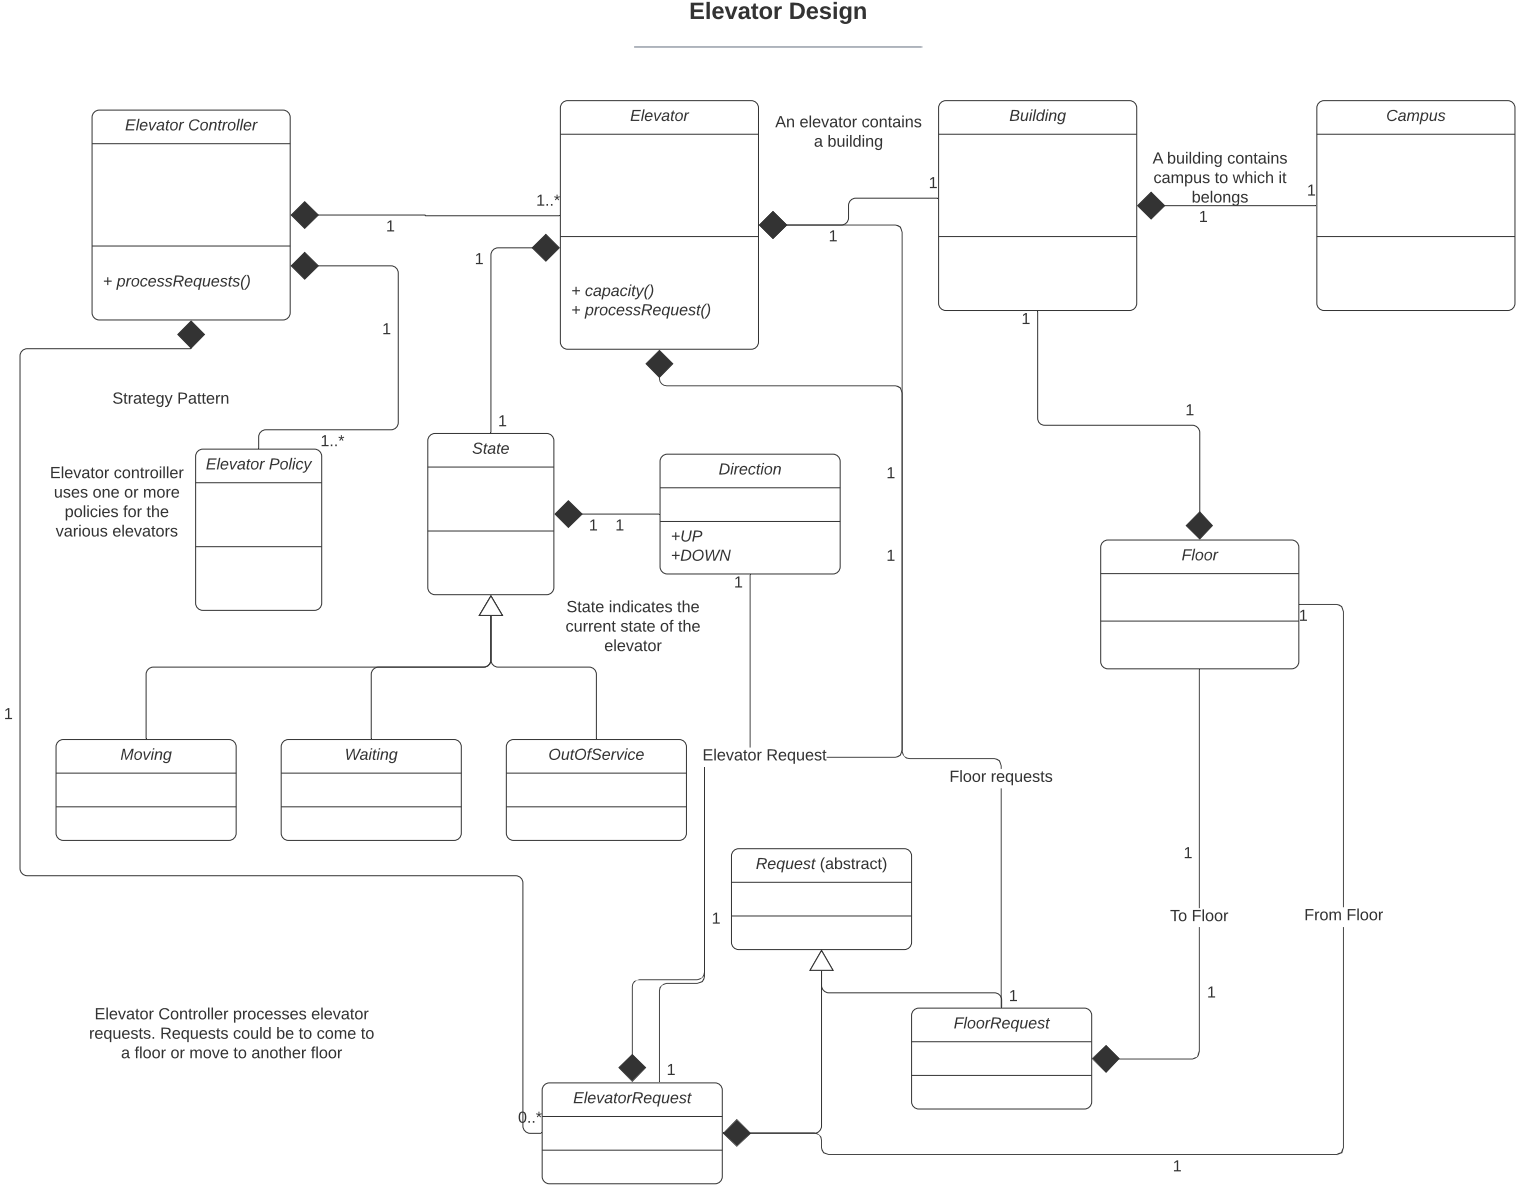 Elevator Design
Elevator Controller
+ processRequests()
Elevator
+ capacity()
+ processRequest()
An elevator contains
a building
Building
A building contains
campus to which it
belongs
Campus
1..*
1
1
1
1
1
1
1
1
1
1
1..*
Strategy Pattern
Elevator Policy
Elevator controiller
uses one or more
policies for the
various elevators
State
1
1
Direction
+UP
+DOWN
1
1
1
State indicates the
current state of the
elevator
Floor
1
1
Moving
Waiting
OutOfService
Elevator Request
Floor requests
Request (abstract)
1
1
To Floor
From Floor
1
1
FloorRequest
Elevator Controller processes elevator
requests. Requests could be to come to
a floor or move to another floor
1
ElevatorRequest
0..*
1